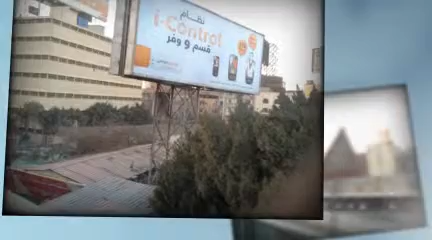 نظام
i-Control
قسم و وفر